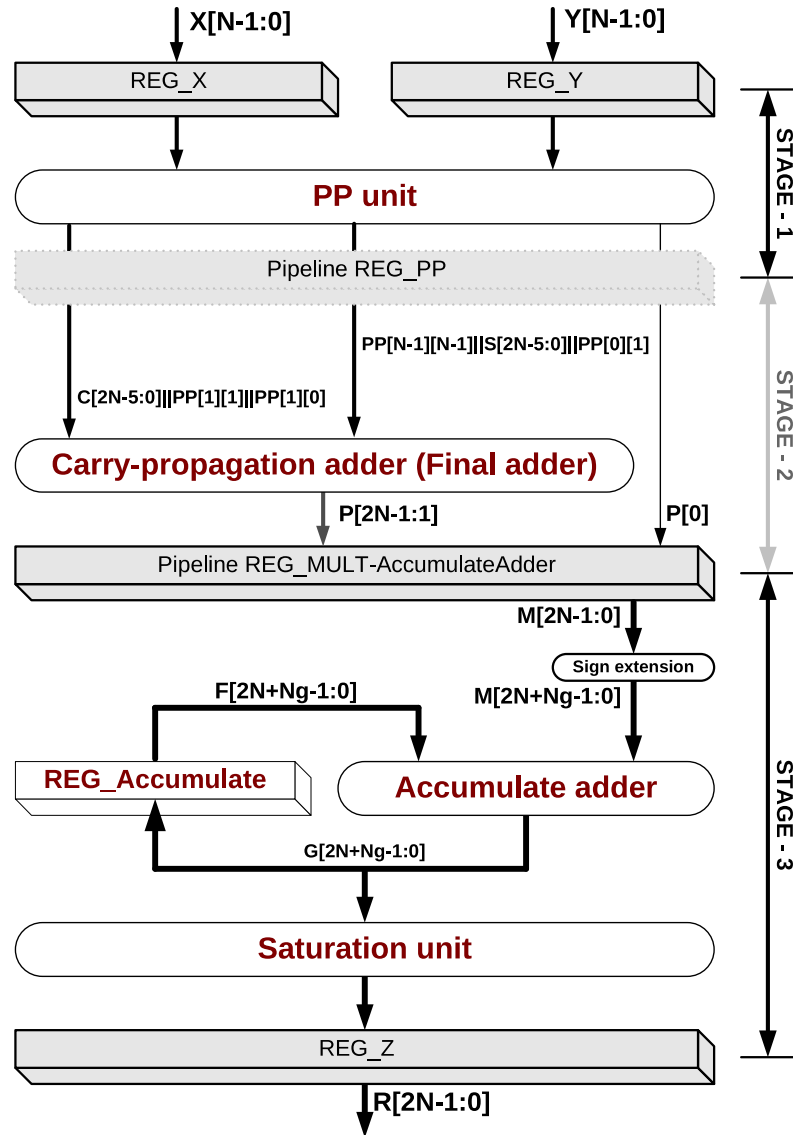 X[N-1:0]
Y[N-1:0]
REG_X
REG_Y
STAGE - 1
PP unit
Pipeline REG_PP
PP[N-1][N-1]||S[2N-5:0]||PP[0][1]
C[2N-5:0]||PP[1][1]||PP[1][0]
STAGE - 2
Carry-propagation adder (Final adder)
P[2N-1:1]
P[0]
Pipeline REG_MULT-AccumulateAdder
M[2N-1:0]
Sign extension
F[2N+Ng-1:0]
M[2N+Ng-1:0]
REG_Accumulate
Accumulate adder
STAGE - 3
G[2N+Ng-1:0]
Saturation unit
REG_Z
R[2N-1:0]